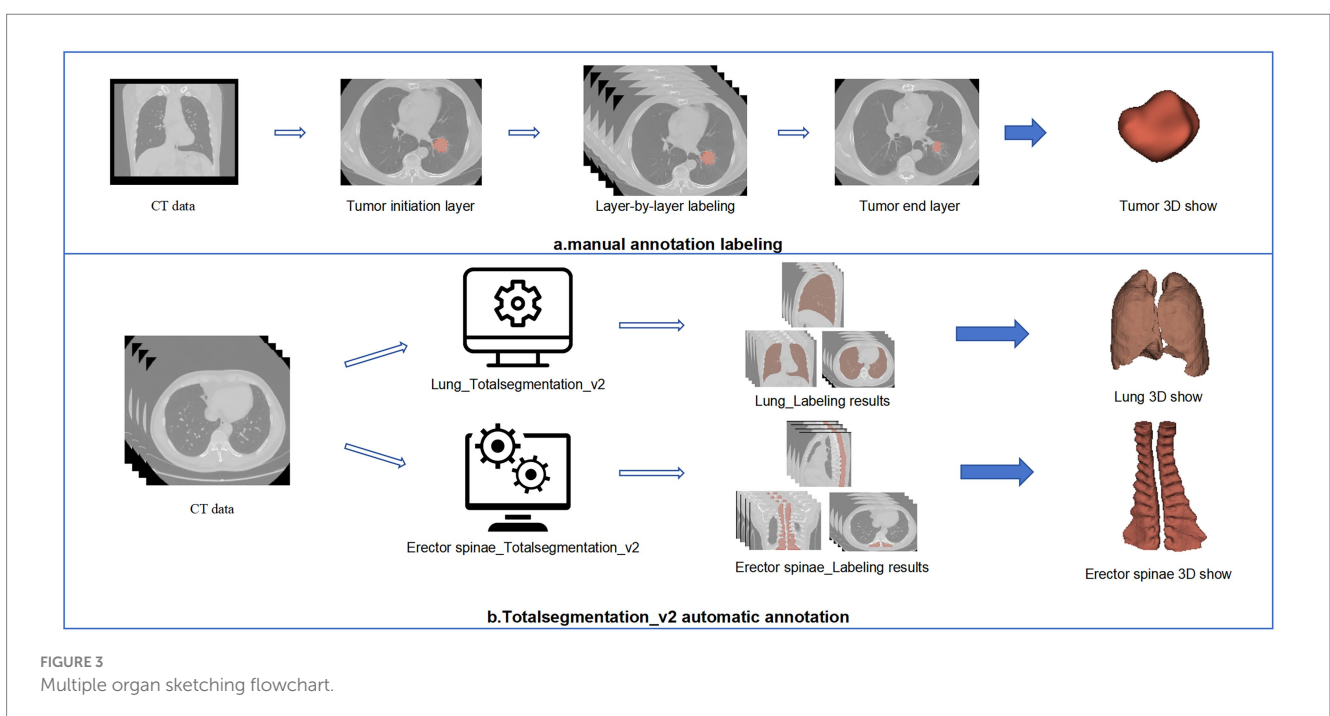 CT data
Tumor initiation layer
Layer-by-layer labeling
Tumor end layer
Tumor 3D show
a.manual annotation labeling
Lung_Totalsegmentation_v2
Lung_Labeling results
Lung 3D show
CT data
Erector spinae_Totalsegmentation_v2
Erector spinae_Labeling results
Erector spinae 3D show
b.Totalsegmentation_v2 automatic annotation
FIGURE 3
Multiple organ sketching flowchart.